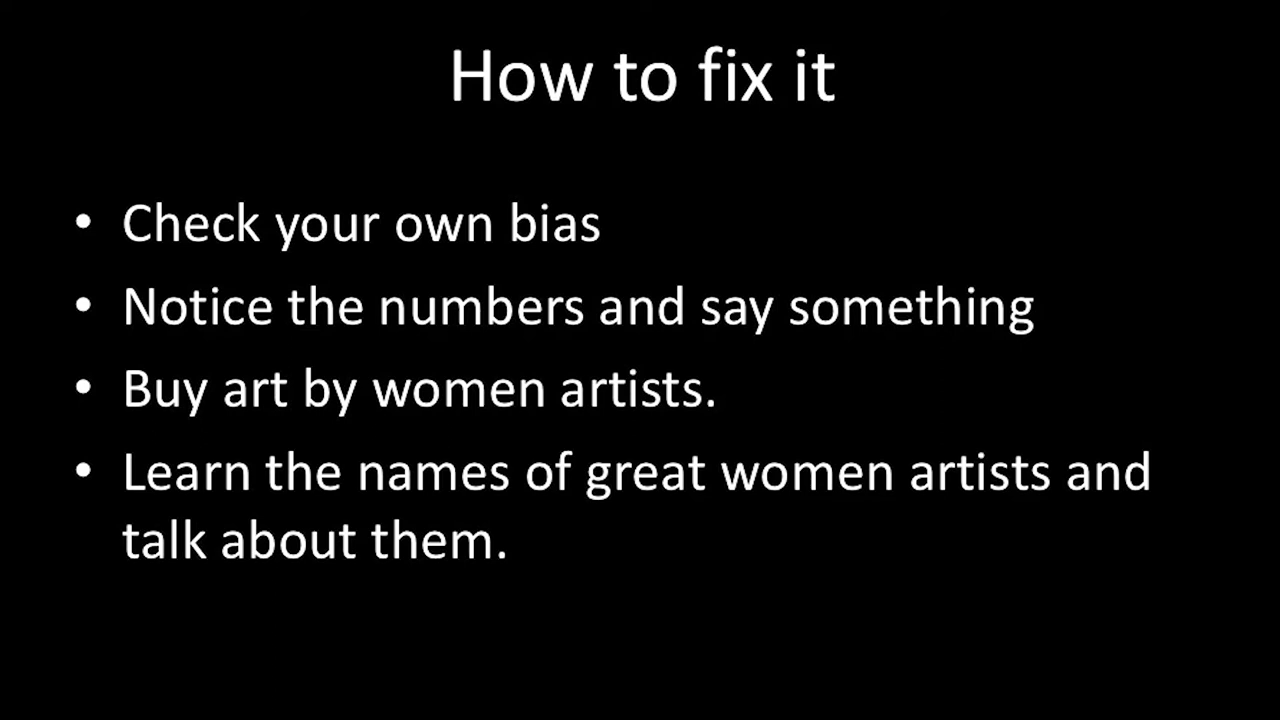 How to fix it
• Check your own bias
• Notice the numbers and say something
• Buy art by women artists.
• Learn the names of great women artists and
talk about them.